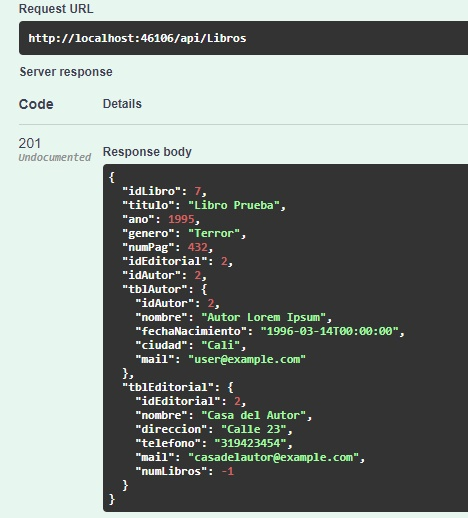 Request URL
http://localhost:46106/api/Libros
Server response
Code Details
201
Undocumented
Response body
{
  "idLibro": 7,
  "titulo": "Libro Prueba",
  "ano": 1995,
  "genero": "Terror",
  "numPag": 432,
  "idEditorial": 2,
  "idAutor": 2,
  "tblAutor": {
    "idAutor": 2,
    "nombre": "Autor Lorem Ipsum",
    "fechaNacimiento": "1996-03-14T00:00:00",
    "ciudad": "Cali",
    "mail": "user@example.com"
  },
  "tblEditorial": {
    "idEditorial": 2,
    "nombre": "Casa del Autor",
    "direccion": "Calle 23",
    "telefono": "319423454",
    "mail": "casadelautor@example.com",
    "numLibros": -1
  }
}